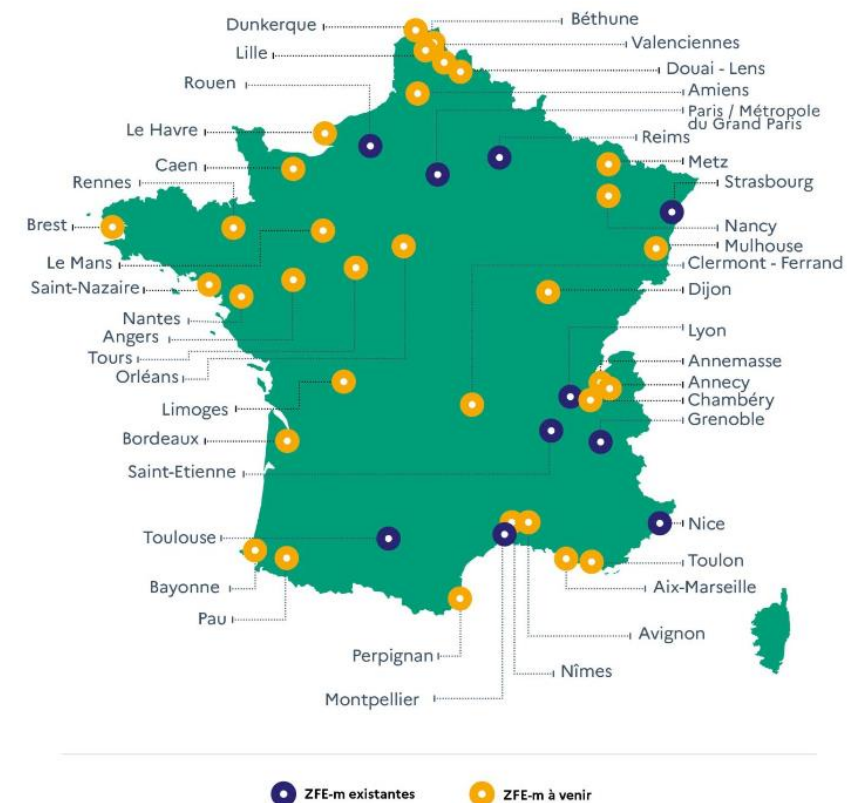 Dunkerque
Béthune
Lille
Valenciennes
Douai - Lens
Rouen
Amiens
Paris / Métropole
du Grand Paris
Le Havre
Reims
Caen
Metz
Rennes
Strasbourg
Brest
Nancy
Mulhouse
Le Mans
Clermont - Ferrand
Saint-Nazaire
Dijon
Nantes
Lyon
Angers
Tours
Annemasse
Orléans
Annecy
Chambéry
Limoges
Grenoble
Bordeaux
Saint-Etienne
Nice
Toulouse
Toulon
Bayonne
Aix-Marseille
Pau
Avignon
Perpignan
Nîmes
Montpellier
ZFE-m existantes
ZFE-m à venir